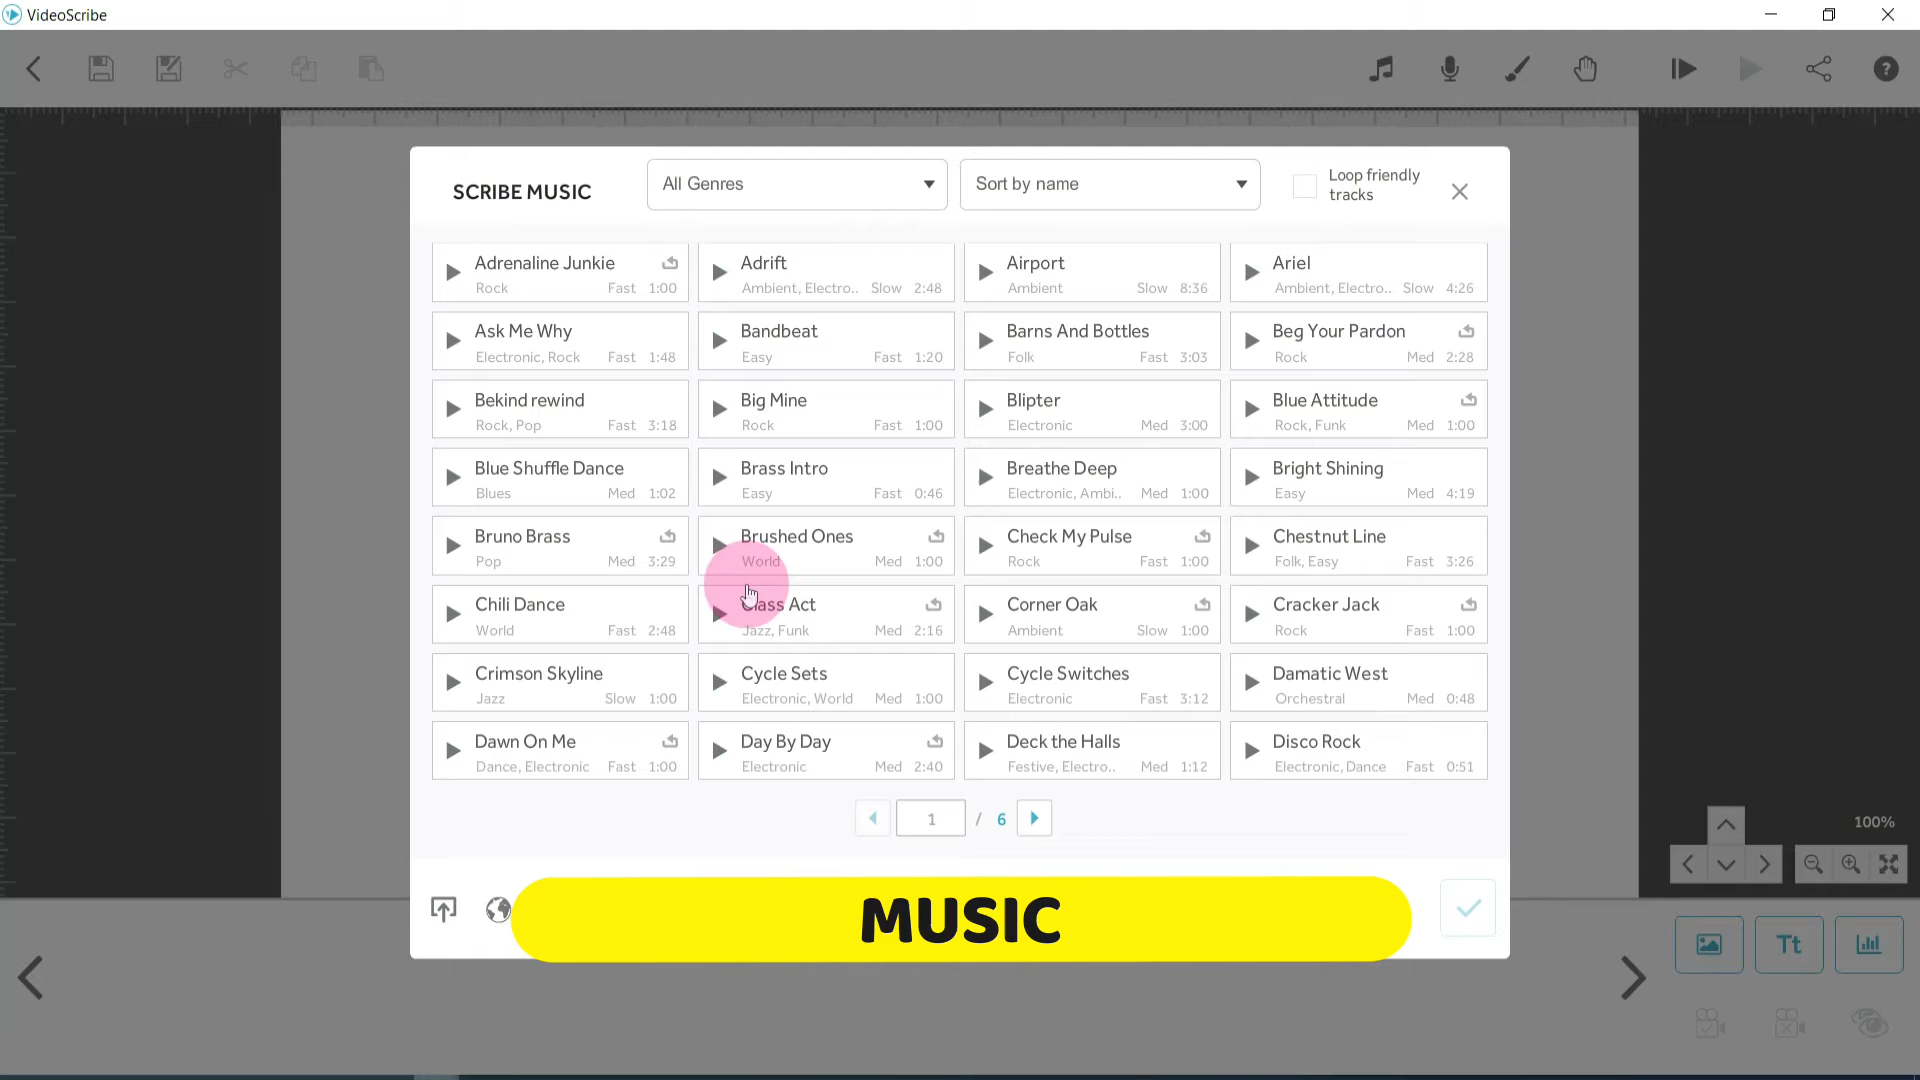 VideoScribe
SCRIBE MUSIC
All Genres
Sort by name
Loop friendly
tracks
Adrenaline Junkie
Rock Fast 1:00
Adrift
Ambient, Electro.. Slow 2:48
Airport
Ambient Slow 8:36
Ariel
Ambient, Electro.. Slow 4:26
Ask Me Why
Electronic, Rock Fast 1:48
Bandbeat
Easy Fast 1:20
Barns And Bottles
Folk Fast 3:03
Beg Your Pardon
Rock Med 2:28
Bekind rewind
Rock, Pop Fast 3:18
Big Mine
Rock Fast 1:00
Blipter
Electronic Med 3:00
Blue Attitude
Rock, Funk Med 1:00
Blue Shuffle Dance
Blues Med 1:02
Brass Intro
Easy Fast 0:46
Breathe Deep
Electronic, Ambi.. Med 1:00
Bright Shining
Easy Med 4:19
Bruno Brass
Pop Med 3:29
Brushed Ones
World Med 1:00
Check My Pulse
Rock Fast 1:00
Chestnut Line
Folk, Easy Fast 3:26
Chili Dance
World Fast 2:48
Class Act
Jazz, Funk Med 2:16
Corner Oak
Ambient Slow 1:00
Cracker Jack
Rock Fast 1:00
Crimson Skyline
Jazz Slow 1:00
Cycle Sets
Electronic, World Med 1:00
Cycle Switches
Electronic Fast 3:12
Damatic West
Orchestral Med 0:48
Dawn On Me
Dance, Electronic Fast 1:00
Day By Day
Electronic Med 2:40
Deck the Halls
Festive, Electro.. Med 1:12
Disco Rock
Electronic, Dance Fast 0:51
1 / 6
100%
MUSIC
Tt